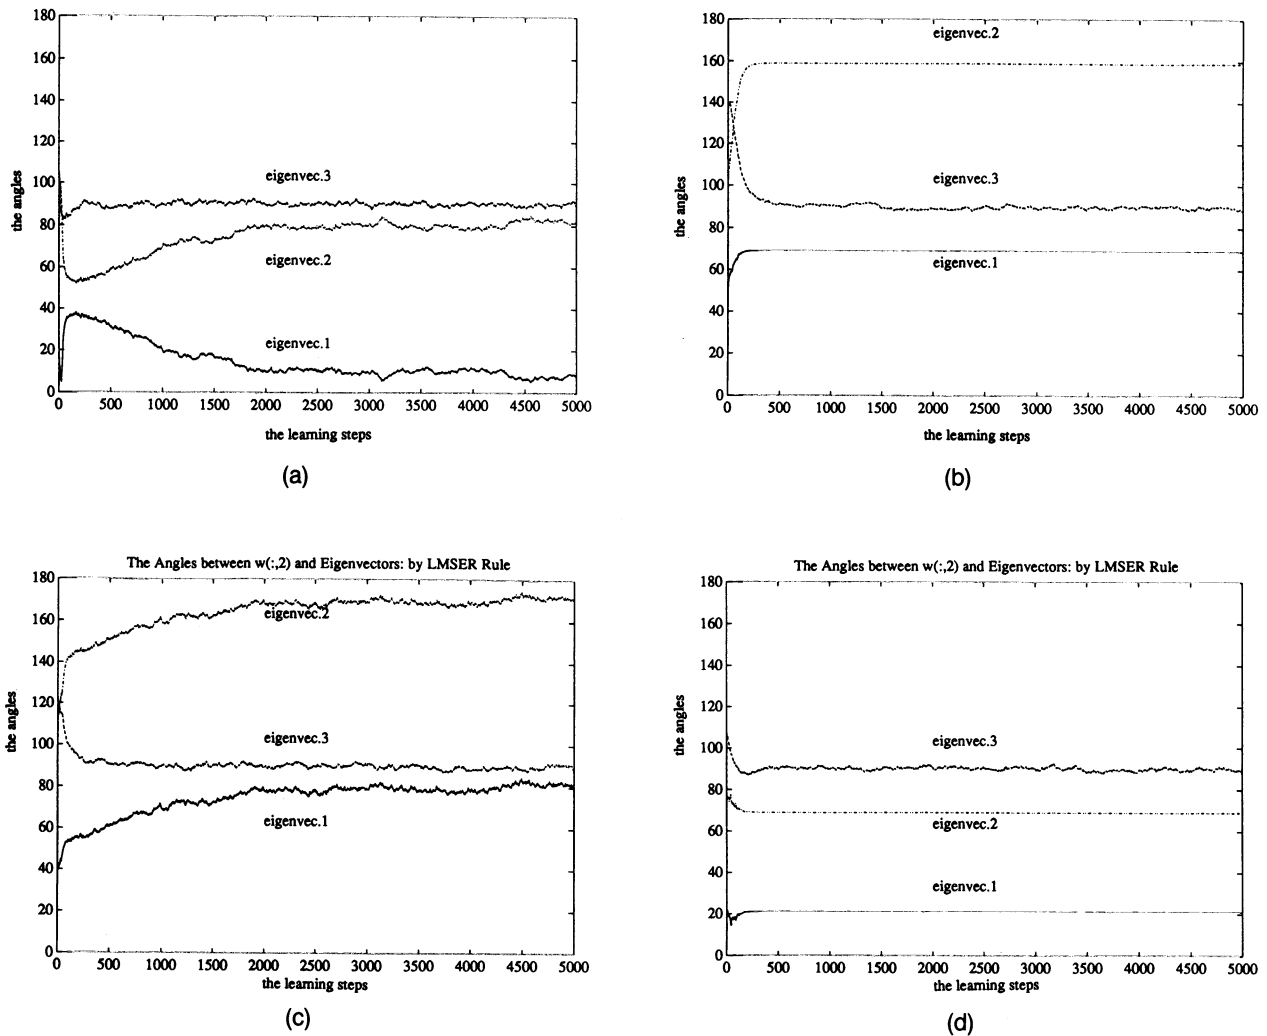 180
160
140
120
100
80
60
40
20
0
the angles
eigenvec.3
eigenvec.2
eigenvec.1
0 500 1000 1500 2000 2500 3000 3500 4000 4500 5000
the learning steps
(a)
180
160
140
120
100
80
60
40
20
0
the angles
eigenvec.2
eigenvec.3
eigenvec.1
0 500 1000 1500 2000 2500 3000 3500 4000 4500 5000
the learning steps
(b)
The Angles between w(:,2) and Eigenvectors: by LMSER Rule
180
160
140
120
100
80
60
40
20
0
the angles
eigenvec.2
eigenvec.3
eigenvec.1
0 500 1000 1500 2000 2500 3000 3500 4000 4500 5000
the learning steps
(c)
The Angles between w(:,2) and Eigenvectors: by LMSER Rule
180
160
140
120
100
80
60
40
20
0
the angles
eigenvec.3
eigenvec.2
eigenvec.1
0 500 1000 1500 2000 2500 3000 3500 4000 4500 5000
the learning steps
(d)